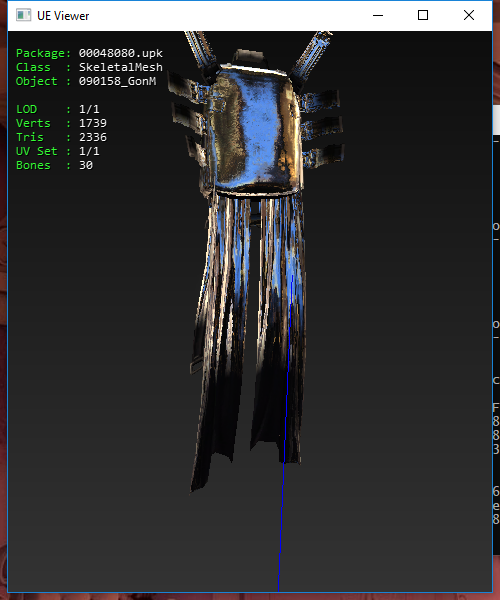 UE Viewer
Package: 00048080.upk
Class : SkeletalMesh
Object : 090158_GonM
LOD : 1/1
Verts : 1739
Tris : 2336
UV Set : 1/1
Bones : 30